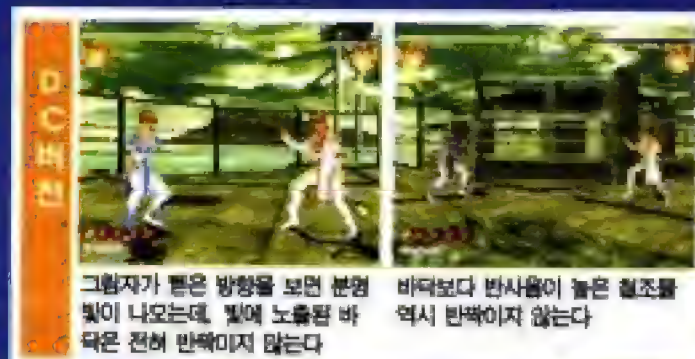 DC버전
그림자가 뻗은 방향을 보면 분명
빛이 나오는데, 빛에 노출된 바
닥은 전혀 반짝이지 않는다
바닥보다 반사율이 높은 철조물
역시 반짝이지 않는다